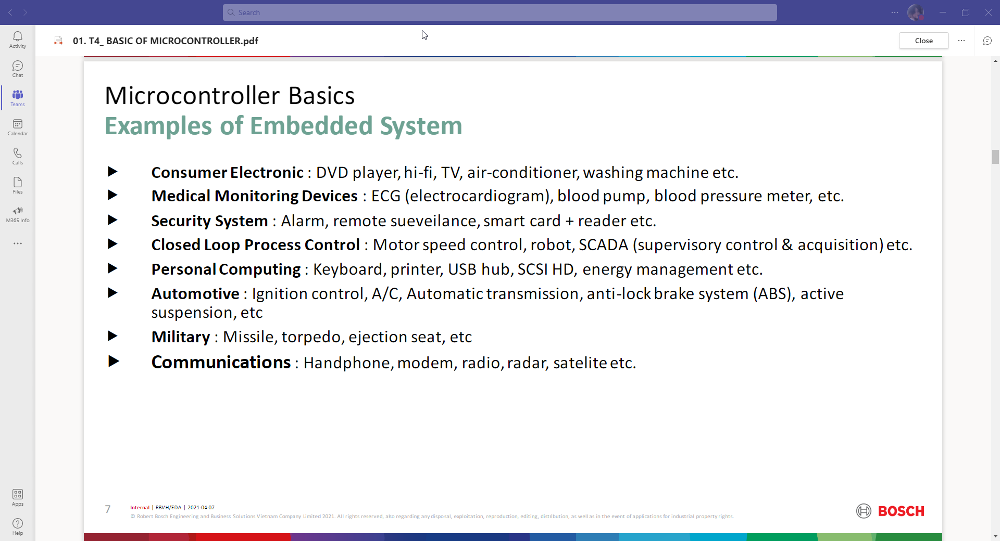 Search
Activity
Chat
Teams
Calendar
Calls
Files
M365 Info
Apps
Help
01. T4_ BASIC OF MICROCONTROLLER.pdf
Close
Microcontroller Basics
Examples of Embedded System
Consumer Electronic : DVD player, hi-fi, TV, air-conditioner, washing machine etc.
Medical Monitoring Devices : ECG (electrocardiogram), blood pump, blood pressure meter, etc.
Security System : Alarm, remote sueveilance, smart card + reader etc.
Closed Loop Process Control : Motor speed control, robot, SCADA (supervisory control & acquisition) etc.
Personal Computing : Keyboard, printer, USB hub, SCSI HD, energy management etc.
Automotive : Ignition control, A/C, Automatic transmission, anti-lock brake system (ABS), active
suspension, etc
Military : Missile, torpedo, ejection seat, etc
Communications : Handphone, modem, radio, radar, satelite etc.
7
Internal | RBVH/EDA | 2021-04-07
© Robert Bosch Engineering and Business Solutions Vietnam Company Limited 2021. All rights reserved, also regarding any disposal, exploitation, reproduction, editing, distribution, as well as in the event of applications for industrial property rights.
BOSCH